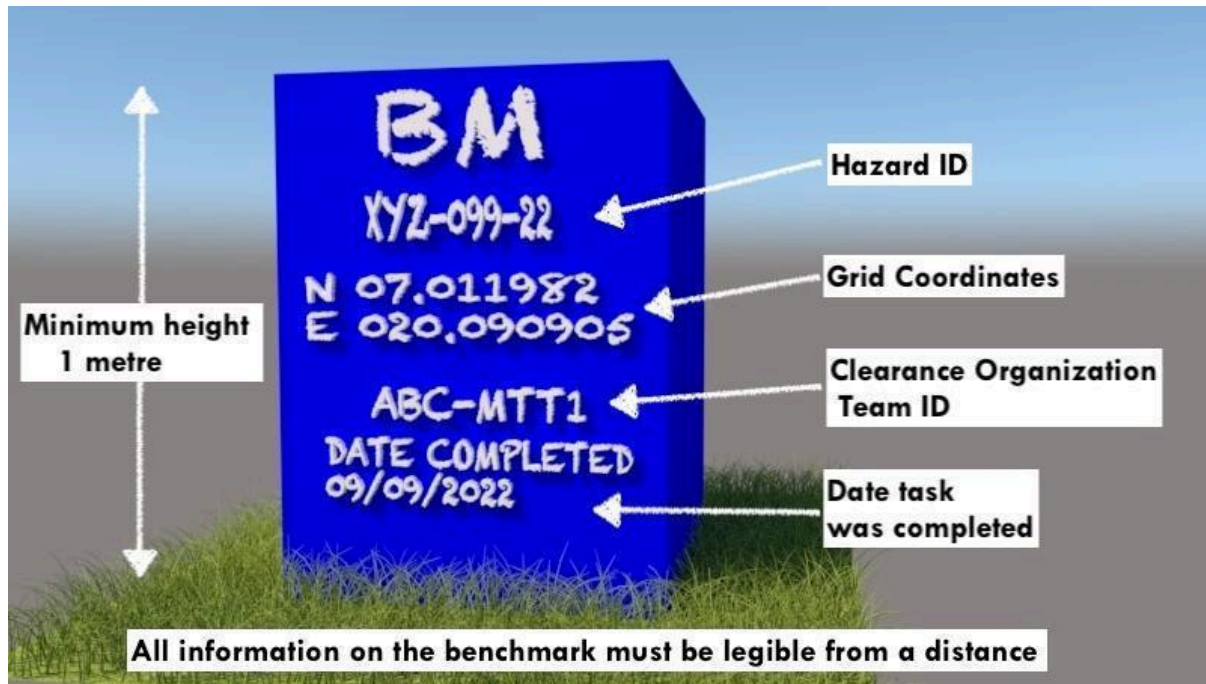 BM
XYZ-099-22
N 07.011982
E 020.090905
ABC-MTT1
DATE COMPLETED
09/09/2022
Minimum height
1 metre
Hazard ID
Grid Coordinates
Clearance Organization
Team ID
Date task
was completed
All information on the benchmark must be legible from a distance